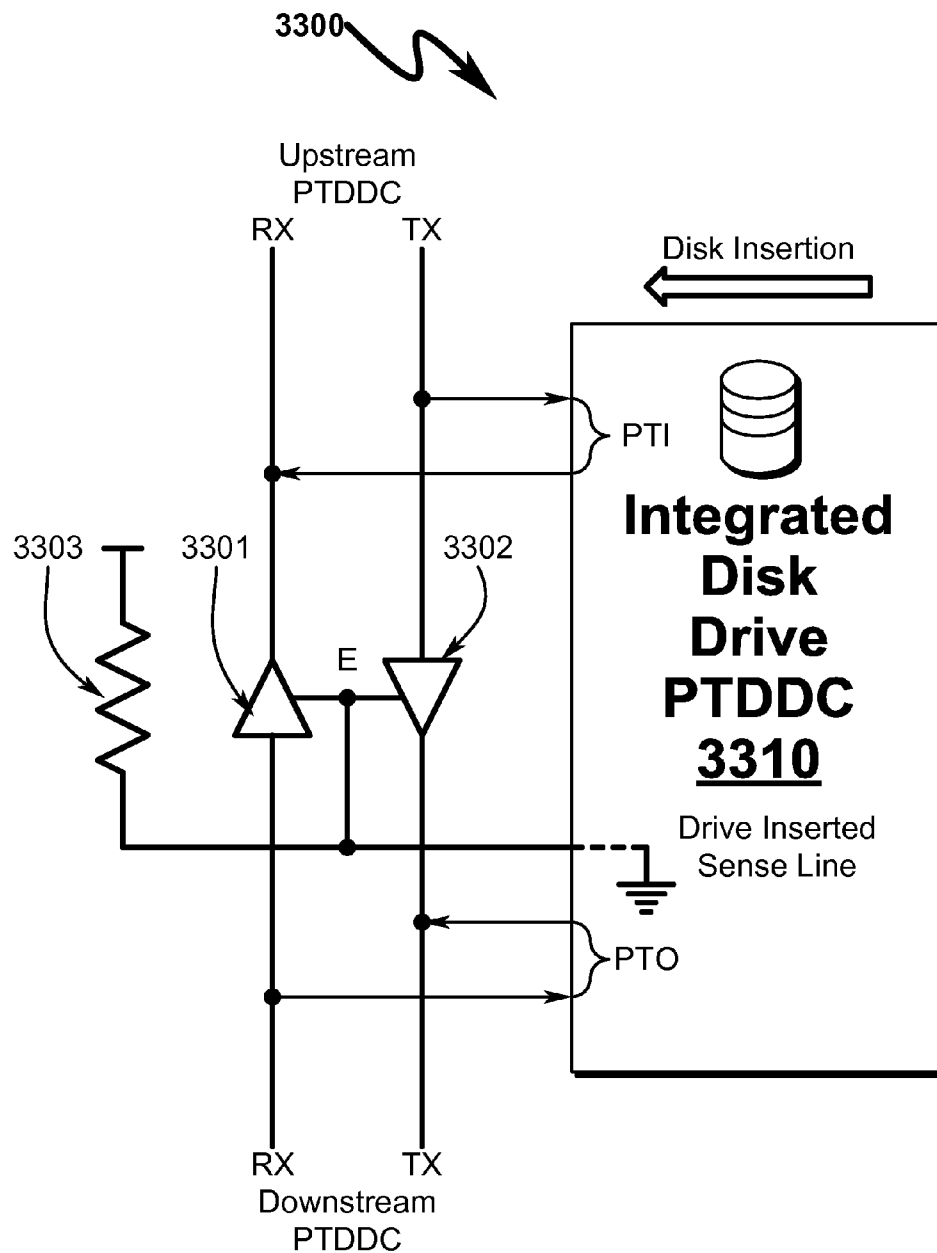 3300
Upstream
PTDDC
RX TX
Disk Insertion
PTI
Integrated
Disk
Drive
PTDDC
3310
3303 3301 3302
E
Drive Inserted
Sense Line
PTO
RX TX
Downstream
PTDDC